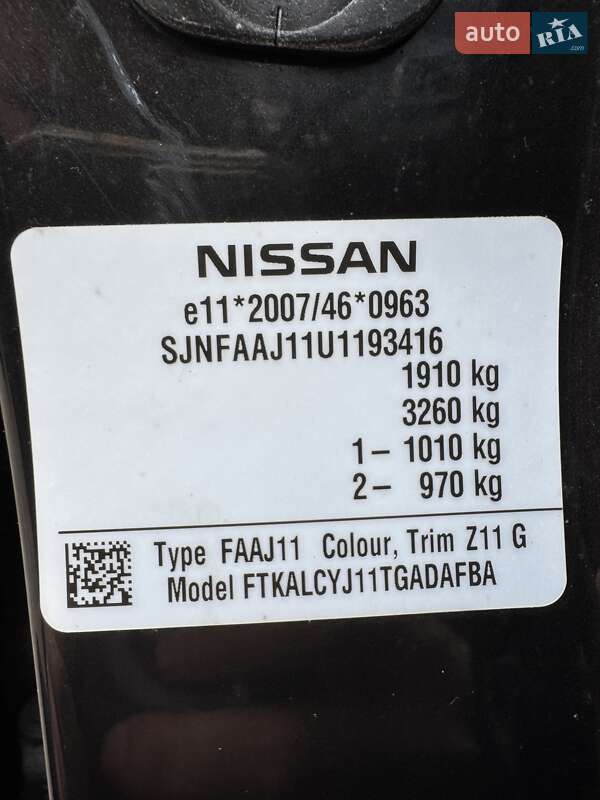 auto RIA.com
NISSAN
e11*2007/46*0963
SJNFAAJ11U1193416
1910 kg
3260 kg
1– 1010 kg
2– 970 kg
Type FAAJ11 Colour, Trim Z11 G
Model FTKALCYJ11TGADAFBA